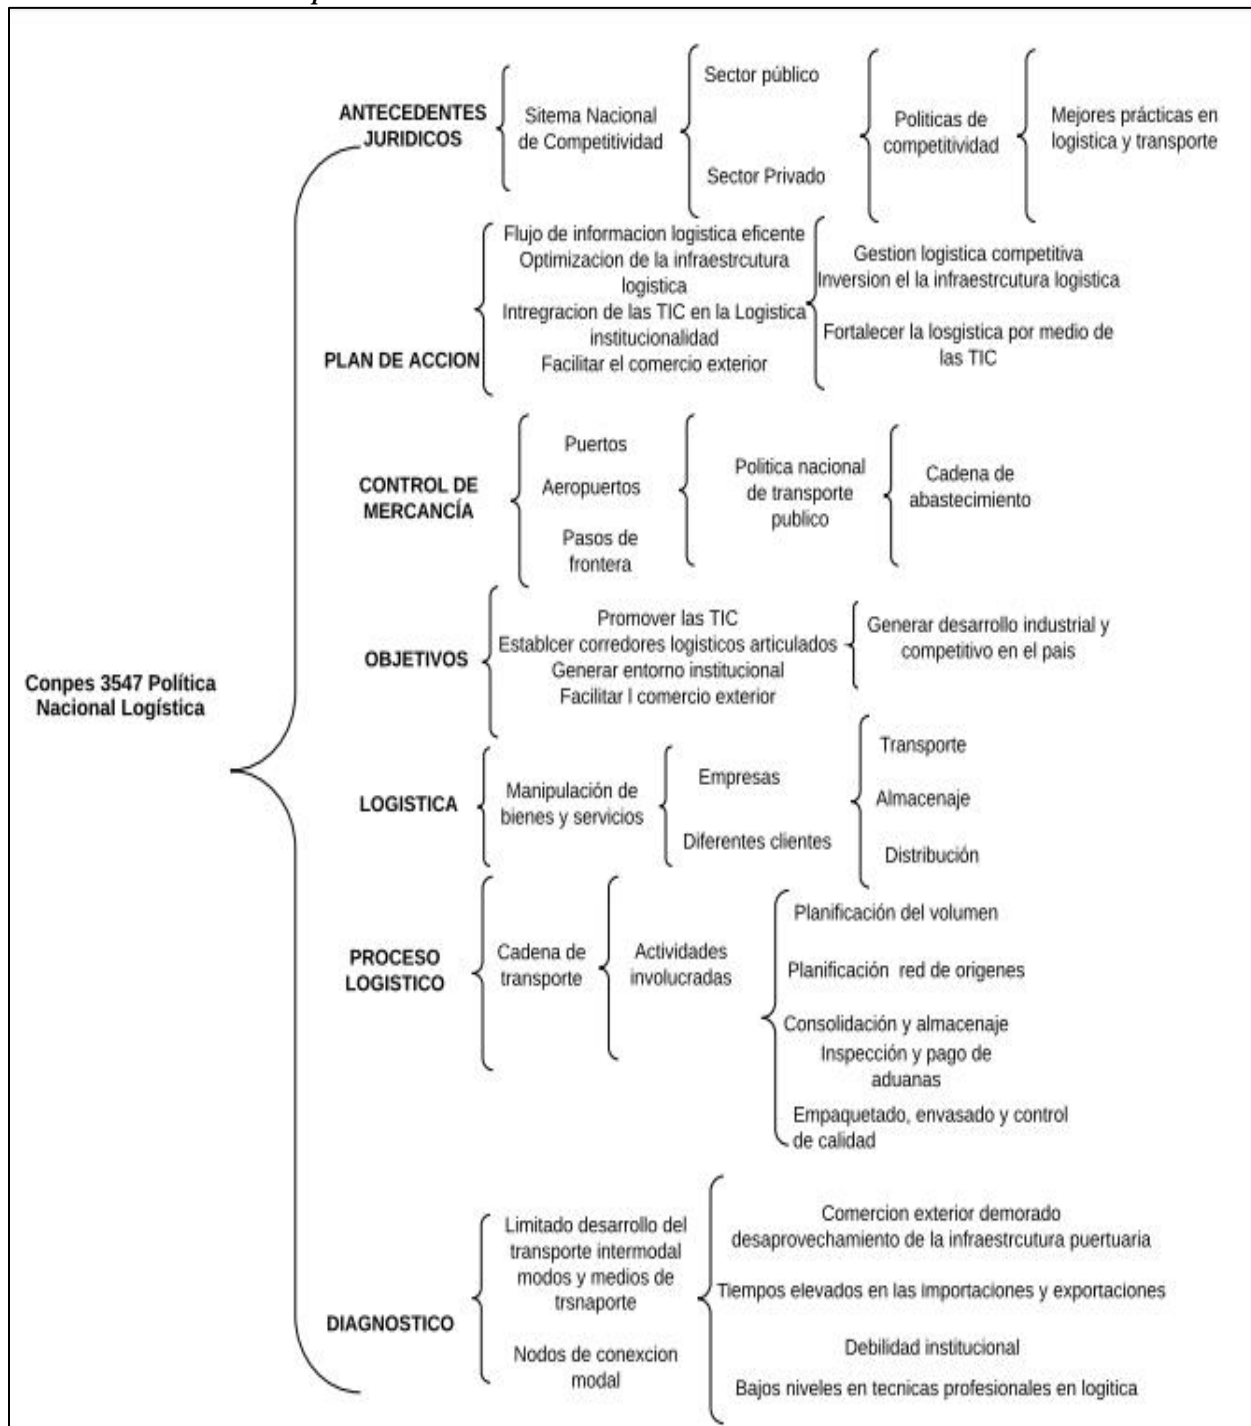 ANTECEDENTES
JURIDICOS
Sitema Nacional
de Competitividad
Sector público
Sector Privado
Politicas de
competitividad
Mejores prácticas en
logistica y transporte
PLAN DE ACCION
Flujo de informacion logistica eficente
Optimizacion de la infraestrcutura
logistica
Intregracion de las TIC en la Logistica
institucionalidad
Facilitar el comercio exterior
Gestion logistica competitiva
Inversion el la infraestrcutura logistica
Fortalecer la losgistica por medio de
las TIC
CONTROL DE
MERCANCÍA
Puertos
Aeropuertos
Pasos de
frontera
Politica nacional
de transporte
publico
Cadena de
abastecimiento
Conpes 3547 Política
Nacional Logística
OBJETIVOS
Promover las TIC
Establcer corredores logisticos articulados
Generar entorno institucional
Facilitar l comercio exterior
Generar desarrollo industrial y
competitivo en el pais
LOGISTICA
Manipulación de
bienes y servicios
Empresas
Diferentes clientes
Transporte
Almacenaje
Distribución
PROCESO
LOGISTICO
Cadena de
transporte
Actividades
involucradas
Planificación del volumen
Planificación red de origenes
Consolidación y almacenaje
Inspección y pago de
aduanas
Empaquetado, envasado y control
de calidad
DIAGNOSTICO
Limitado desarrollo del
transporte intermodal
modos y medios de
trsnaporte
Nodos de conexcion
modal
Comercion exterior demorado
desaprovechamiento de la infraestrcutura puertuaria
Tiempos elevados en las importaciones y exportaciones
Debilidad institucional
Bajos niveles en tecnicas profesionales en logitica